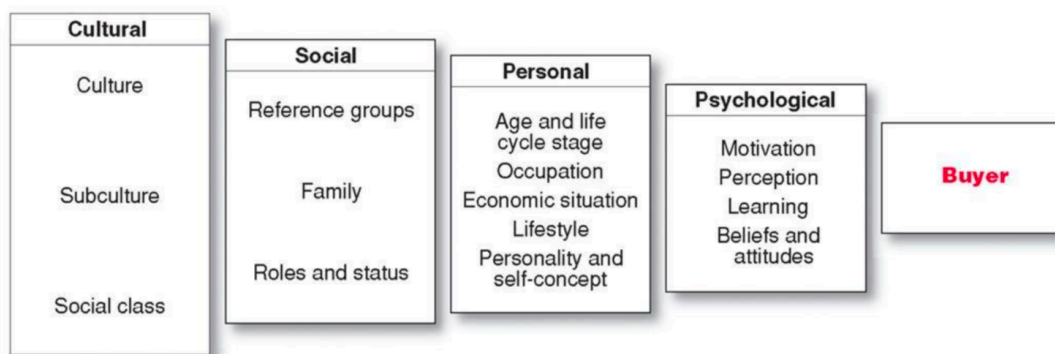 Cultural
Culture
Subculture
Social class
Social
Reference groups
Family
Roles and status
Personal
Age and life
cycle stage
Occupation
Economic situation
Lifestyle
Personality and
self-concept
Psychological
Motivation
Perception
Learning
Beliefs and
attitudes
Buyer